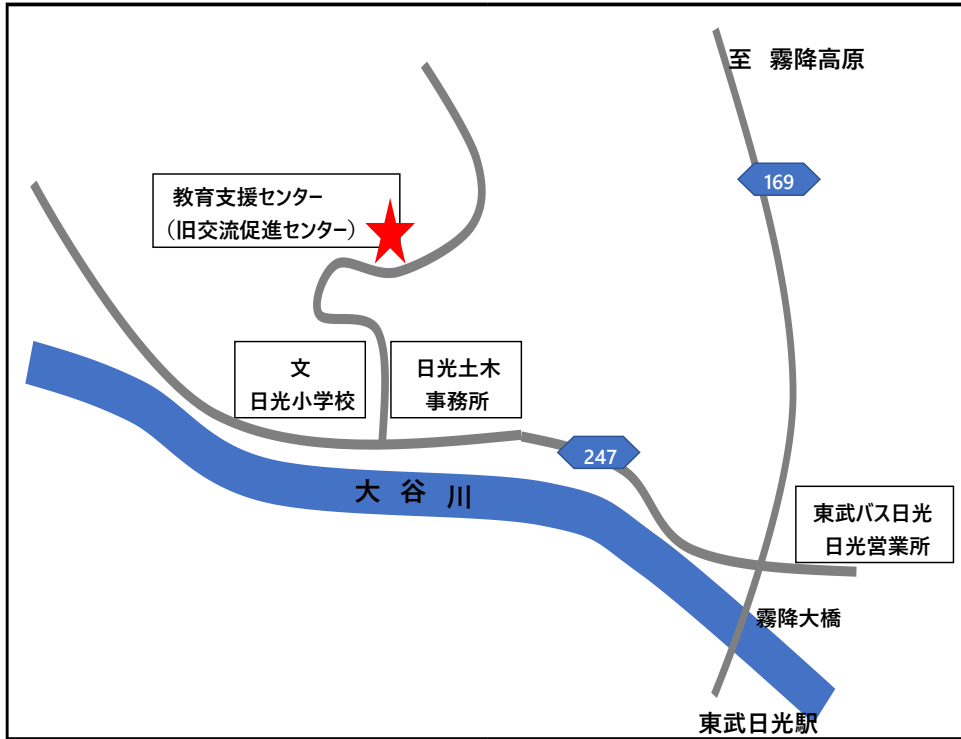 至 霧降高原
169
教育支援センター
（旧交流促進センター）
文
日光小学校
日光土木
事務所
247
大 谷 川
東武バス日光
日光営業所
霧降大橋
東武日光駅